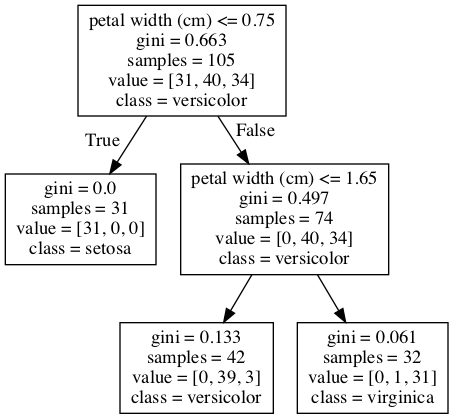 petal width (cm) <= 0.75
gini = 0.663
samples = 105
value = [31, 40, 34]
class = versicolor
True
False
gini = 0.0
samples = 31
value = [31, 0, 0]
class = setosa
petal width (cm) <= 1.65
gini = 0.497
samples = 74
value = [0, 40, 34]
class = versicolor
gini = 0.133
samples = 42
value = [0, 39, 3]
class = versicolor
gini = 0.061
samples = 32
value = [0, 1, 31]
class = virginica